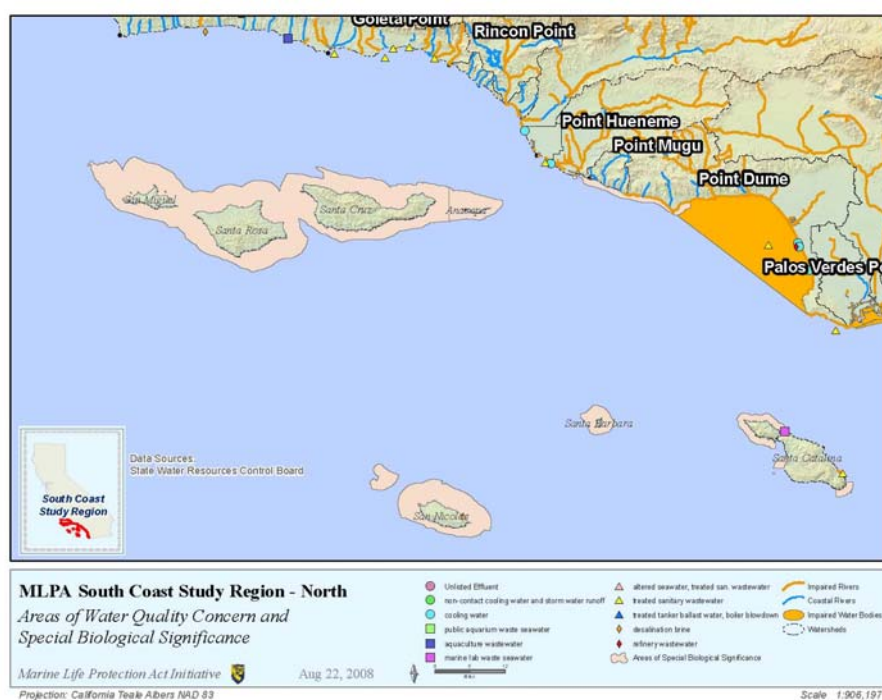 Goleta Point
Rincon Point
Point Hueneme
Point Mugu
Point Dume
San Miguel
Santa Rosa
Santa Cruz
Anacapa
Palos Verdes Po
Santa Barbara
Santa Catalina
San Nicolas
Data Sources:
State Water Resources Control Board
South Coast
Study Region
MLPA South Coast Study Region - North
Areas of Water Quality Concern and
Special Biological Significance
Marine Life Protection Act Initiative
Aug 22, 2008
Unlisted Effluent
non-contact cooling water and storm water runoff
cooling water
public aquarium waste seawater
aquaculture wastewater
marine lab waste seawater
altered seawater, treated san. wastewater
treated sanitary wastewater
treated tanker ballast water, boiler blowdown
desalination brine
refinery wastewater
Areas of Special Biological Significance
Impaired Rivers
Coastal Rivers
Impaired Water Bodies
Watersheds
Projection: California Teale Albers NAD 83
Scale 1:906,197